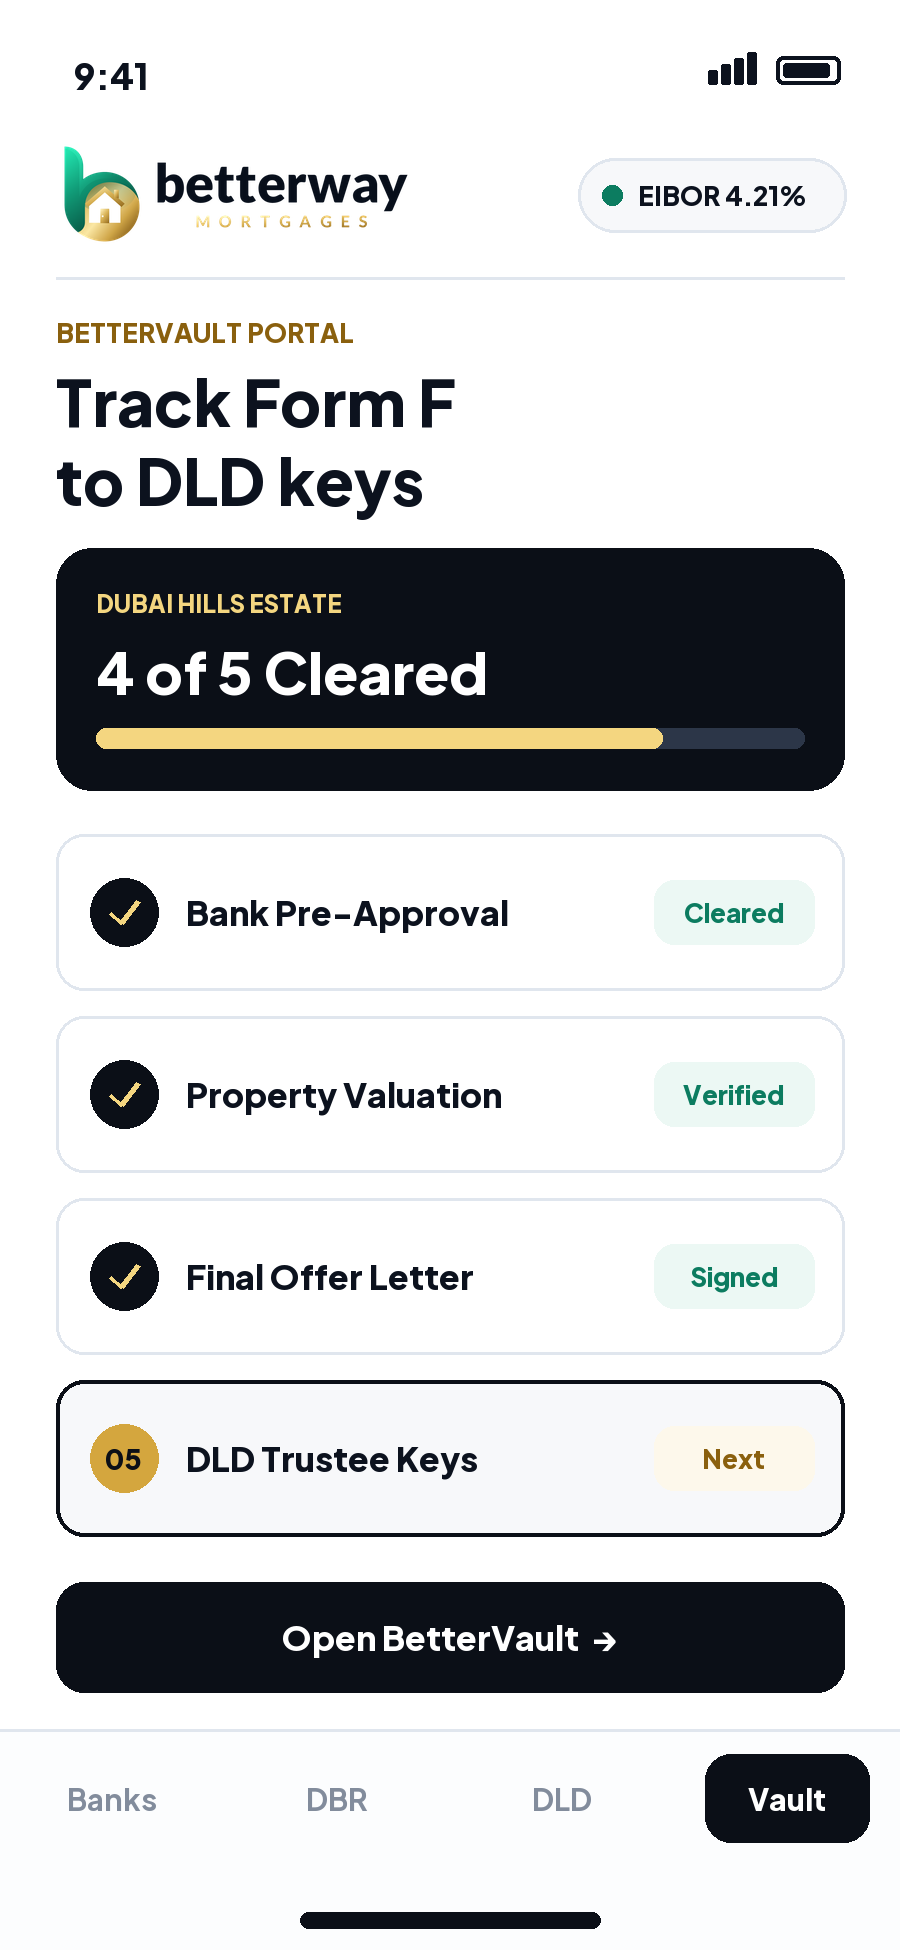 9:41
betterway
MORTGAGES
EIBOR 4.21%
BETTERVAULT PORTAL
Track Form F
to DLD keys
DUBAI HILLS ESTATE
4 of 5 Cleared
Bank Pre-Approval
Cleared
Property Valuation
Verified
Final Offer Letter
Signed
05
DLD Trustee Keys
Next
Open BetterVault →
Banks
DBR
DLD
Vault